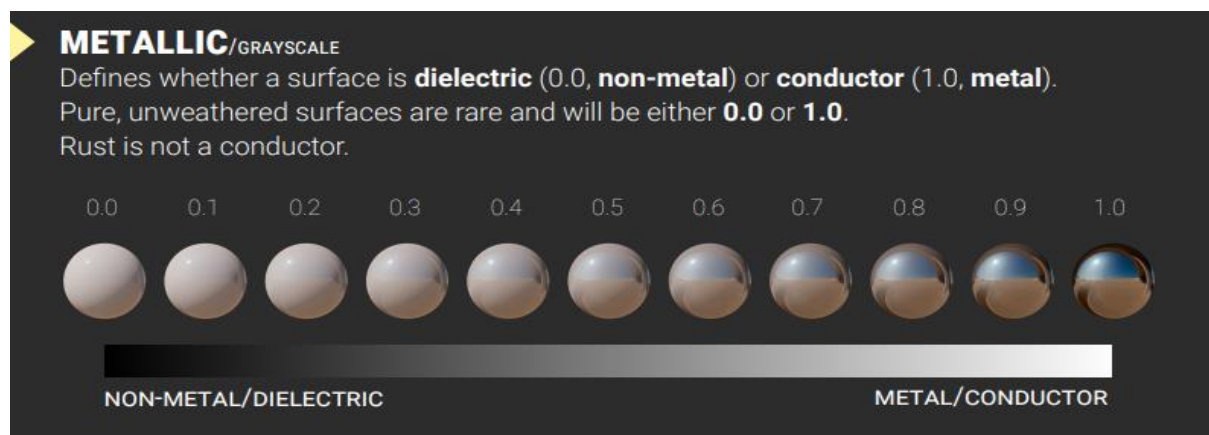 METALLIC/GRAYSCALE
Defines whether a surface is dielectric (0.0, non-metal) or conductor (1.0, metal).
Pure, unweathered surfaces are rare and will be either 0.0 or 1.0.
Rust is not a conductor.
0.0 0.1 0.2 0.3 0.4 0.5 0.6 0.7 0.8 0.9 1.0
NON-METAL/DIELECTRIC METAL/CONDUCTOR